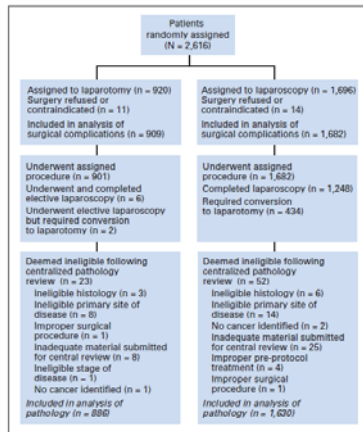 Patients
randomly assigned
(N = 2,616)
Assigned to laparotomy (n = 920)
Surgery refused or
contraindicated
(n = 11)
Included in analysis of
surgical complications
(n = 909)
Assigned to laparoscopy (n = 1,696)
Surgery refused or
contraindicated
(n = 14)
Included in analysis of
surgical complications (n = 1,682)
Underwent assigned
procedure (n = 901)
Underwent and completed
elective laparoscopy (n = 6)
Underwent elective laparoscopy
but required conversion
to laparotomy (n = 2)
Underwent assigned
procedure (n = 1,682)
Completed laparoscopy (n = 1,248)
Required conversion
to laparotomy (n = 434)
Deemed ineligible following
centralized pathology
review (n = 23)
Ineligible histology (n = 3)
Ineligible primary site of
disease (n = 8)
Improper surgical
procedure (n = 1)
Inadequate material submitted
for central review (n = 8)
Ineligible stage of
disease (n = 1)
No cancer identified (n = 1)
Included in analysis of
pathology (n = 886)
Deemed ineligible following
centralized pathology
review (n = 52)
Ineligible histology (n = 6)
Ineligible primary site of
disease (n = 14)
No cancer identified (n = 2)
Inadequate material submitted
for central review (n = 25)
Improper pre-protocol
treatment (n = 4)
Improper surgical
procedure (n = 1)
Included in analysis of
pathology (n = 1,630)